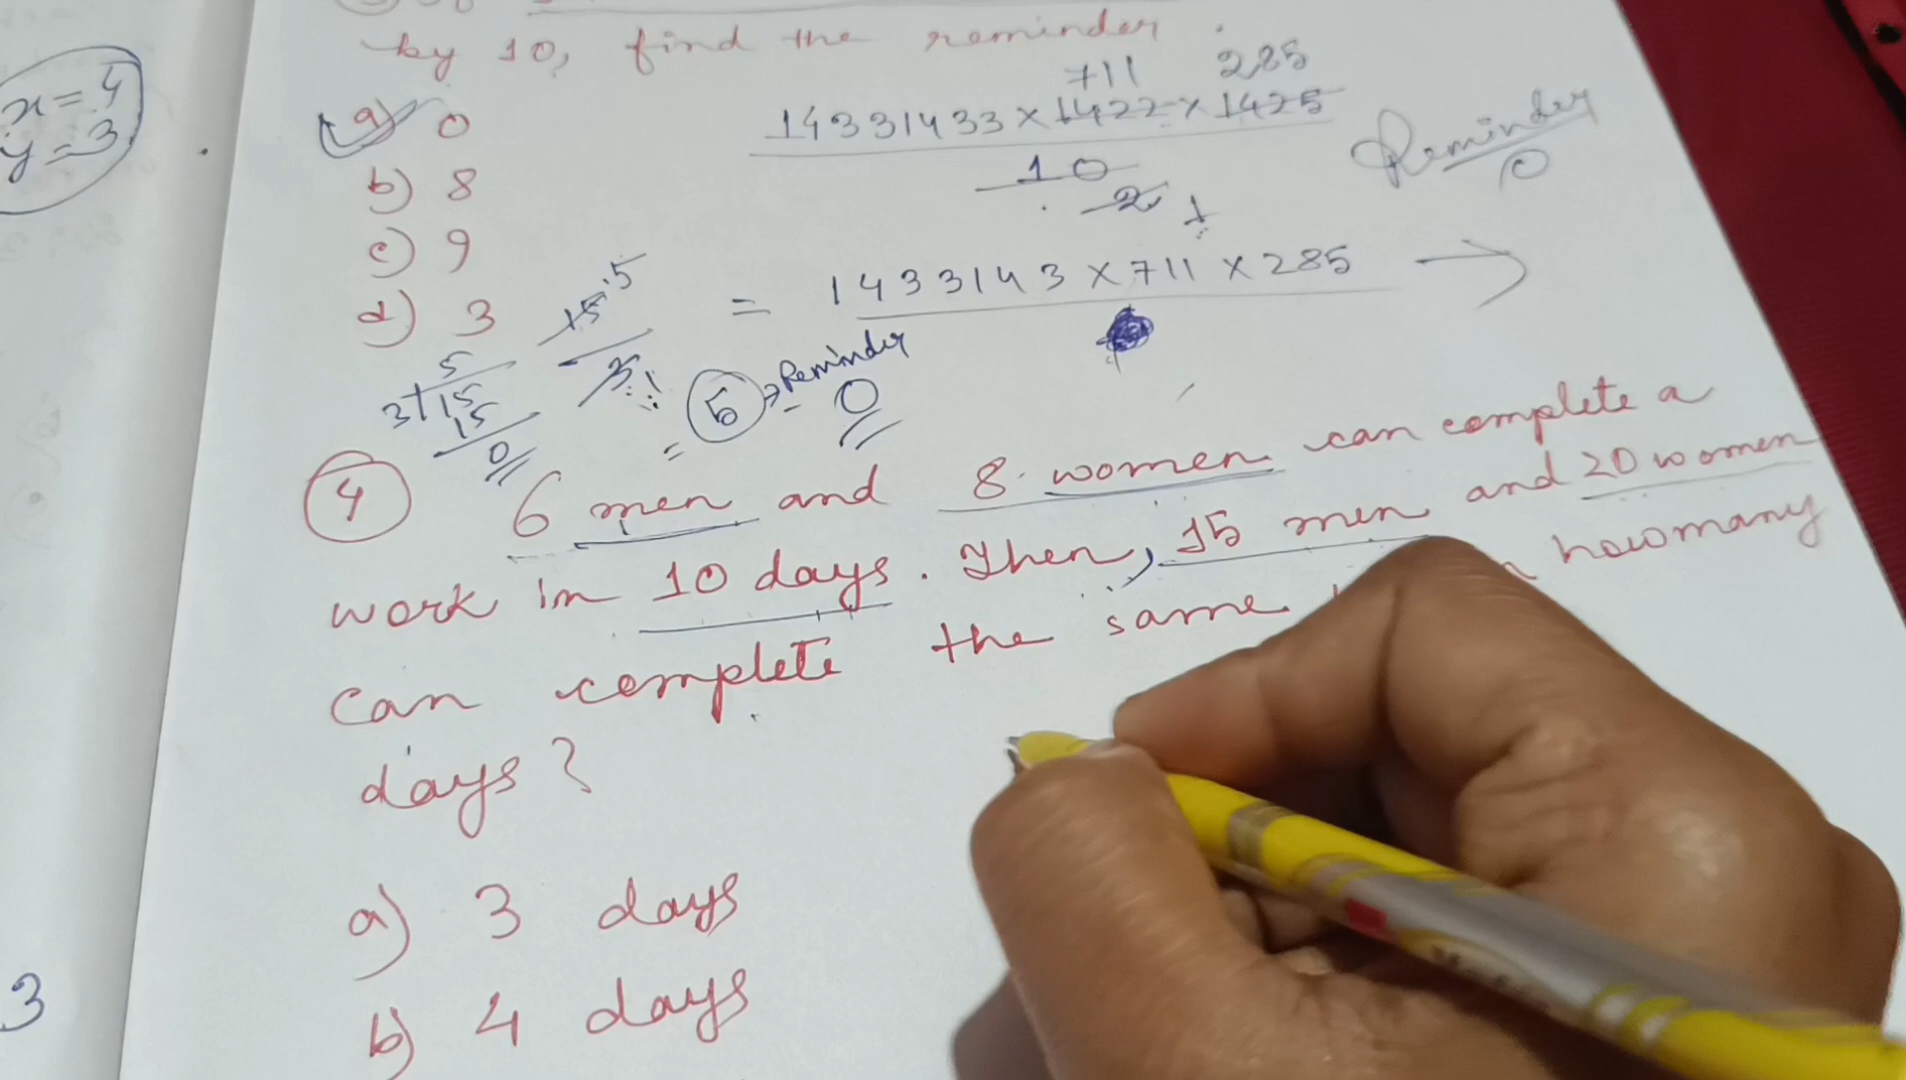 x = 4
y = 3
by 10, find the reminder
a) 0
b) 8
c) 9
d) 3
711 285
14331433 × 1422 × 1425
10
2 1
Reminder
0
= 1433143 × 711 × 285
15 5
3
5
3 15
15
0
= 5 → Reminder
0
4 6 men and 8 women can complete a
work in 10 days. Then, 15 men and 20 women
can complete the same how many
days?
a) 3 days
b) 4 days
3